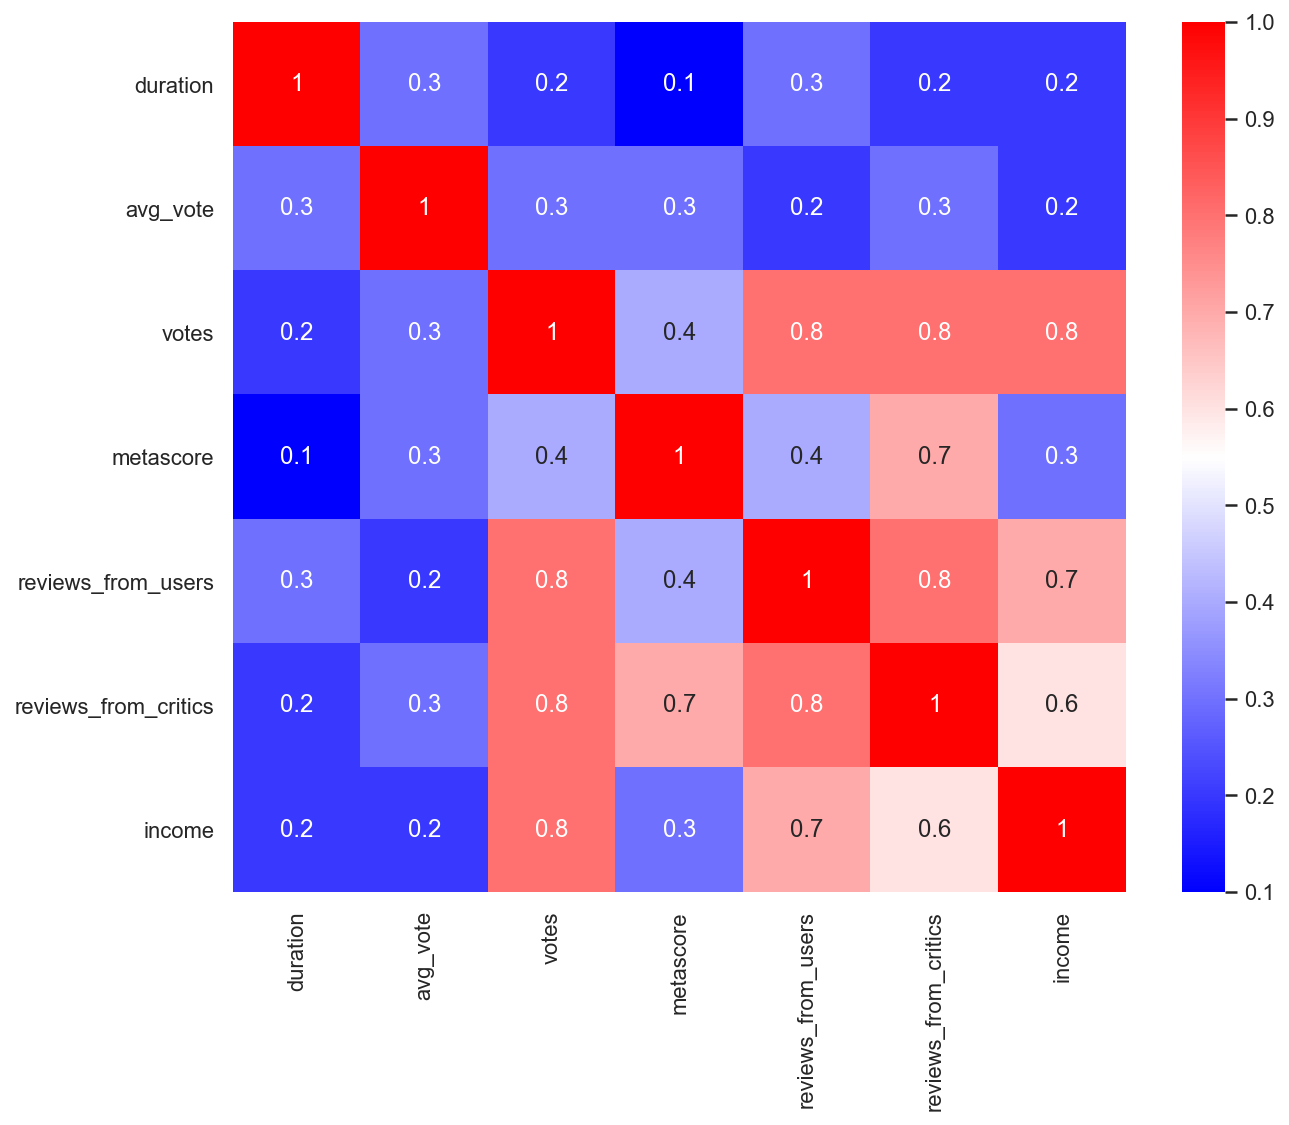 duration 1 0.3 0.2 0.1 0.3 0.2 0.2
avg_vote 0.3 1 0.3 0.3 0.2 0.3 0.2
votes 0.2 0.3 1 0.4 0.8 0.8 0.8
metascore 0.1 0.3 0.4 1 0.4 0.7 0.3
reviews_from_users 0.3 0.2 0.8 0.4 1 0.8 0.7
reviews_from_critics 0.2 0.3 0.8 0.7 0.8 1 0.6
income 0.2 0.2 0.8 0.3 0.7 0.6 1
duration
avg_vote
votes
metascore
reviews_from_users
reviews_from_critics
income
1.0
0.9
0.8
0.7
0.6
0.5
0.4
0.3
0.2
0.1